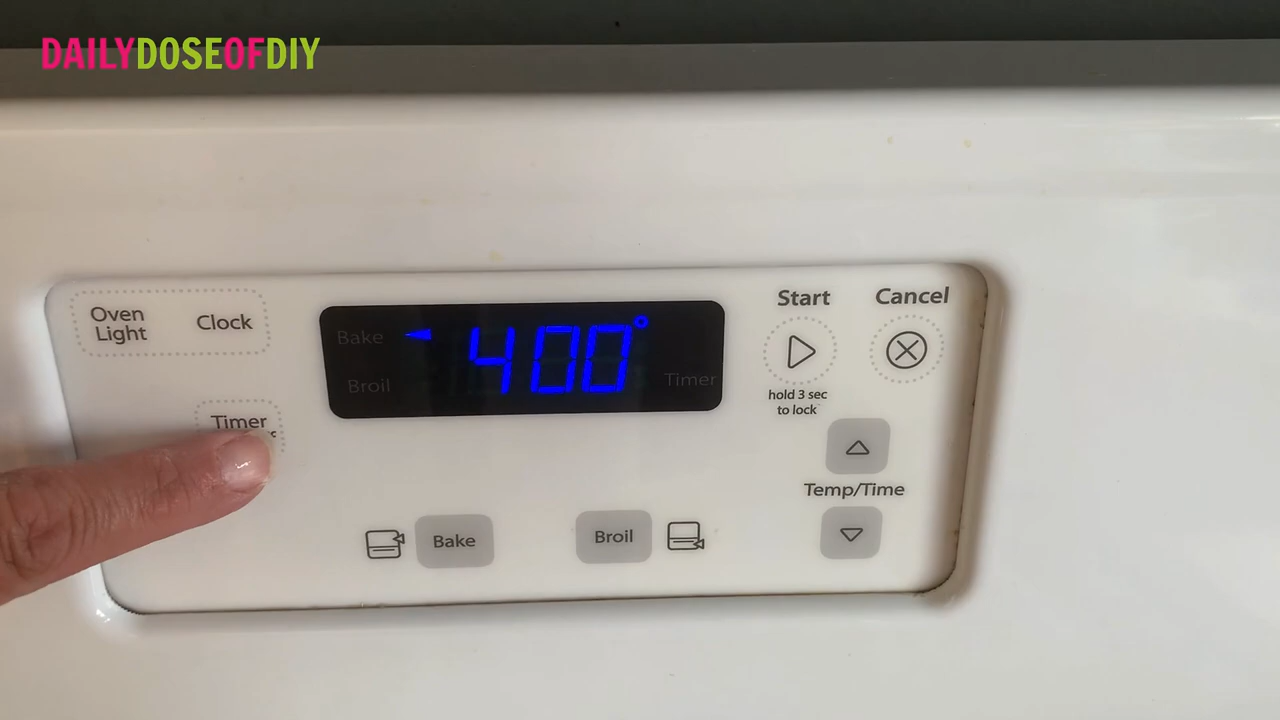 DAILYDOSEOFDIY
Oven
Light
Clock
Timer
Bake
400°
Broil
Timer
Start
hold 3 sec
to lock
Cancel
Temp/Time
Bake
Broil